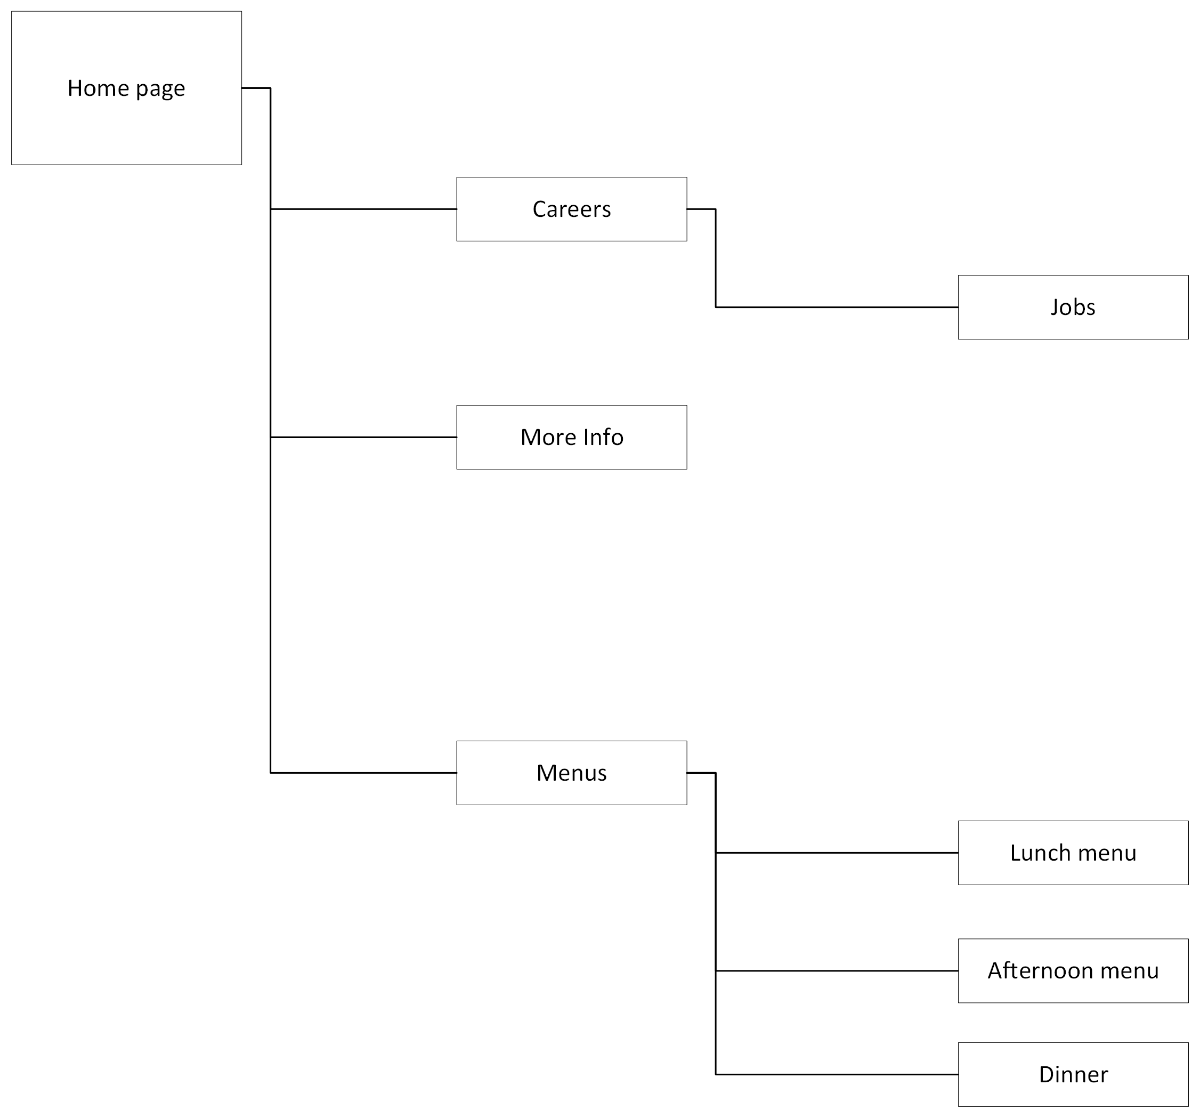 Home page
Careers
Jobs
More Info
Menus
Lunch menu
Afternoon menu
Dinner